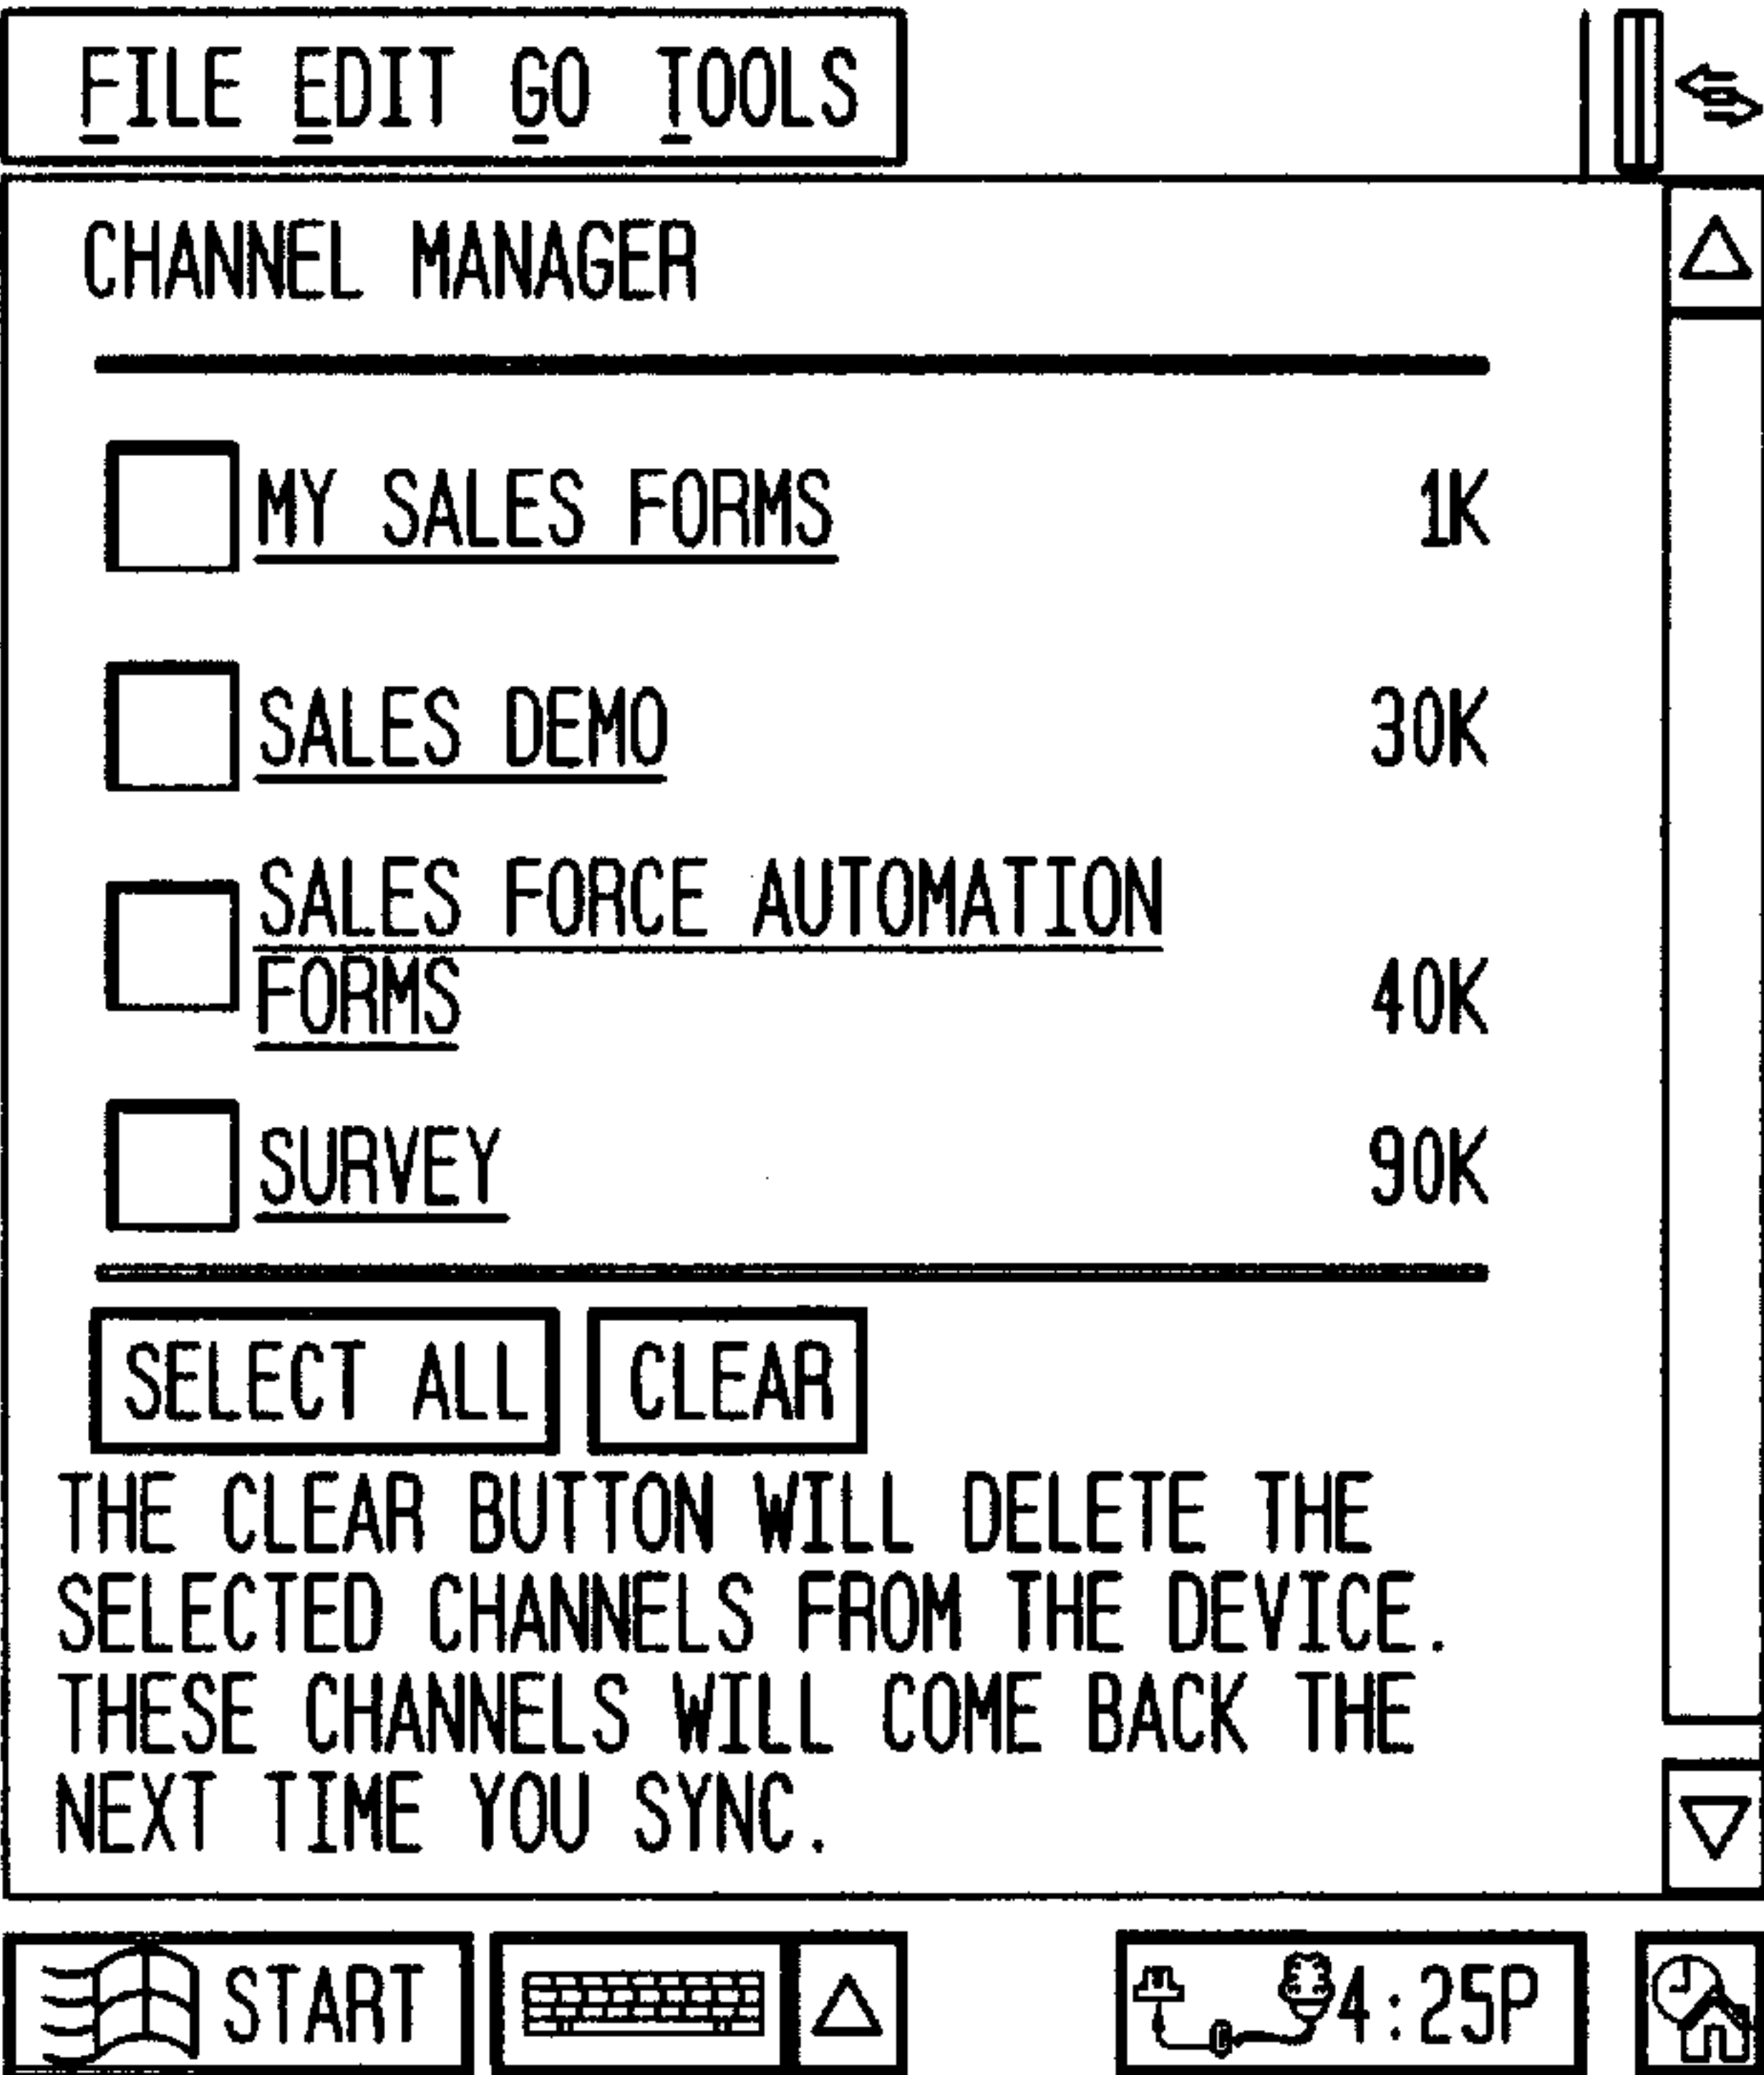 FILE EDIT GO TOOLS
CHANNEL MANAGER
MY SALES FORMS 1K
SALES DEMO 30K
SALES FORCE AUTOMATION
FORMS 40K
SURVEY 90K
SELECT ALL CLEAR
THE CLEAR BUTTON WILL DELETE THE
SELECTED CHANNELS FROM THE DEVICE.
THESE CHANNELS WILL COME BACK THE
NEXT TIME YOU SYNC.
START 4:25P